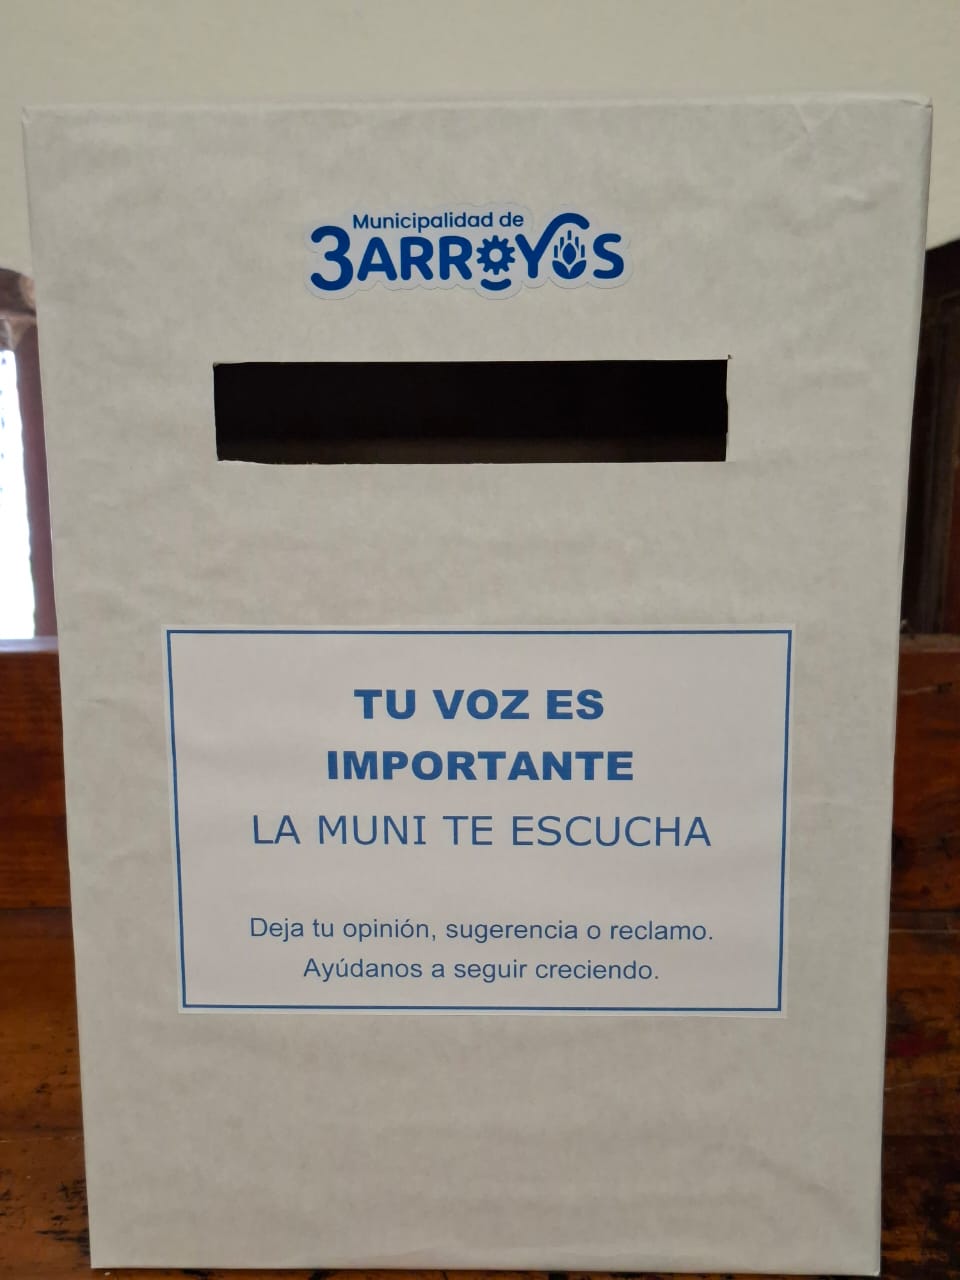 Municipalidad de
3ARROYOS
TU VOZ ES
IMPORTANTE
LA MUNI TE ESCUCHA
Deja tu opinión, sugerencia o reclamo.
Ayúdanos a seguir creciendo.